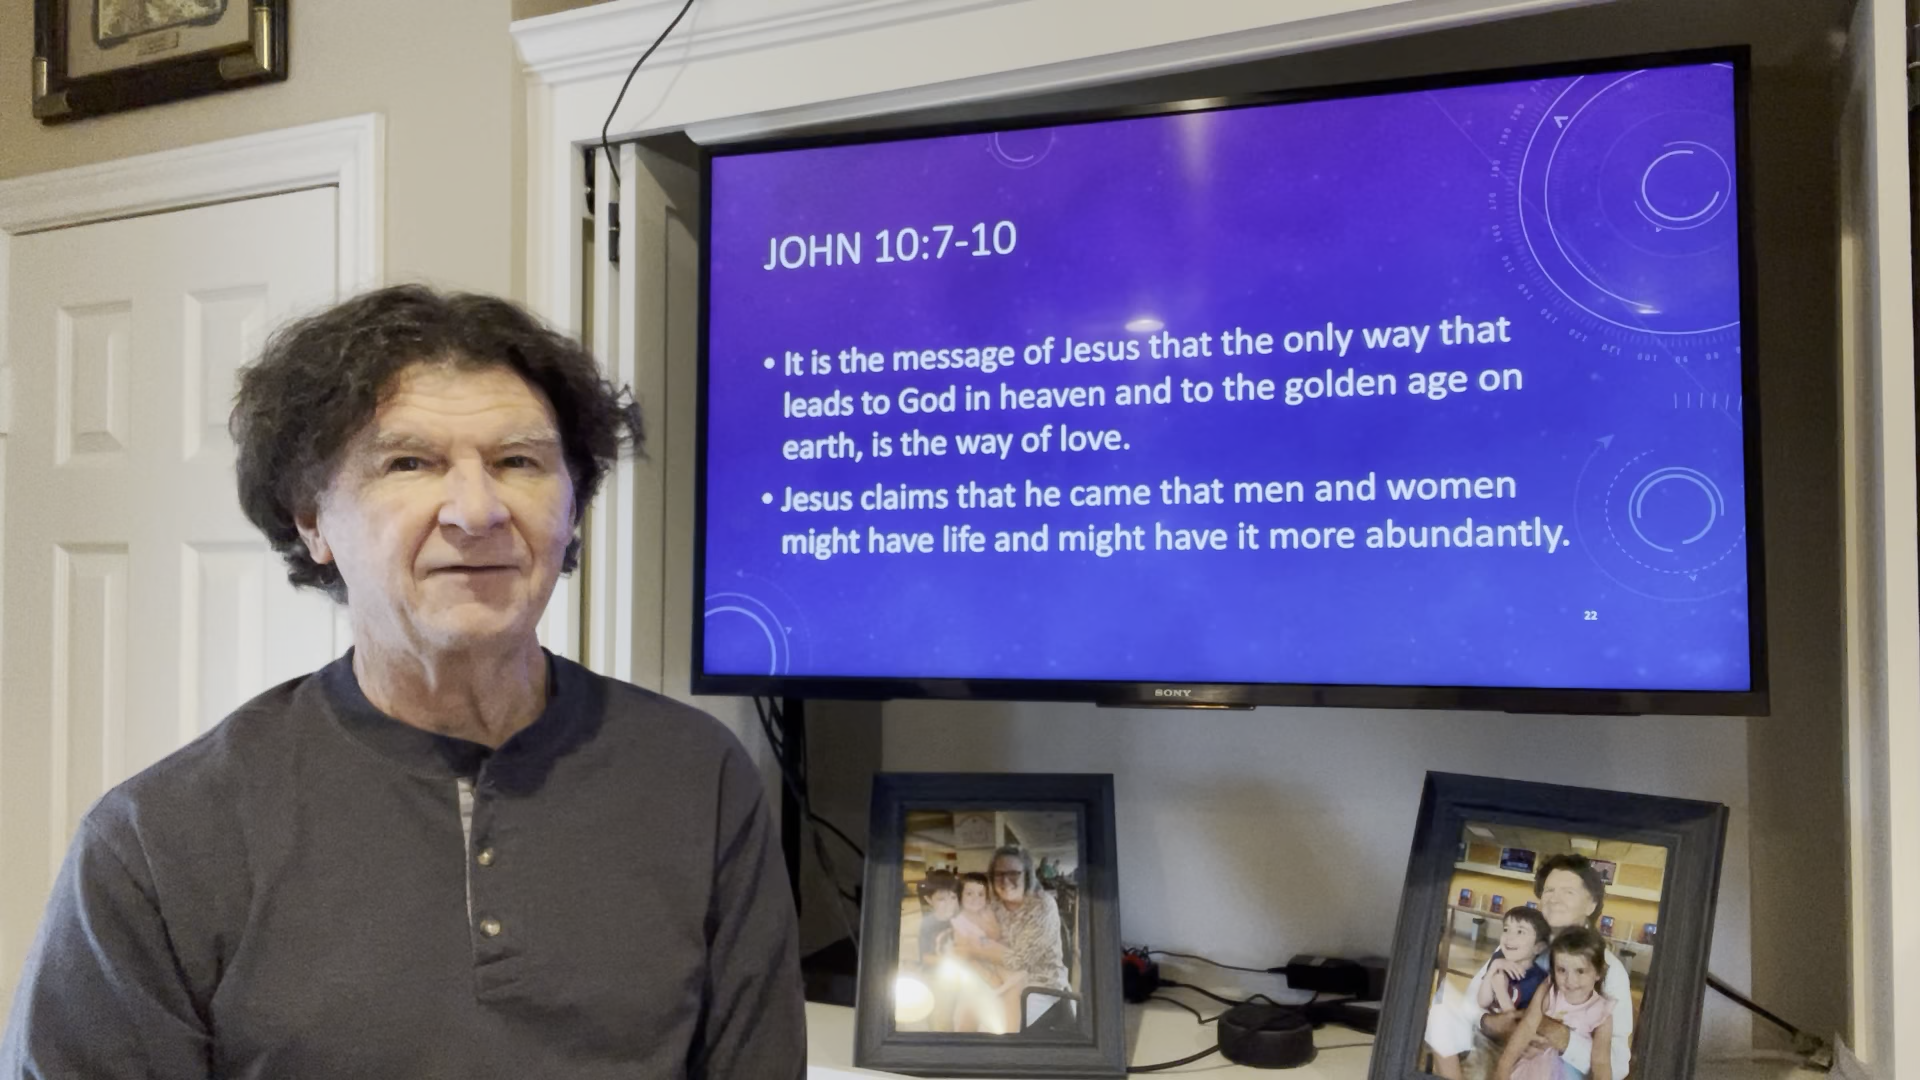 JOHN 10:7-10
• It is the message of Jesus that the only way that
leads to God in heaven and to the golden age on
earth, is the way of love.
• Jesus claims that he came that men and women
might have life and might have it more abundantly.
22
SONY